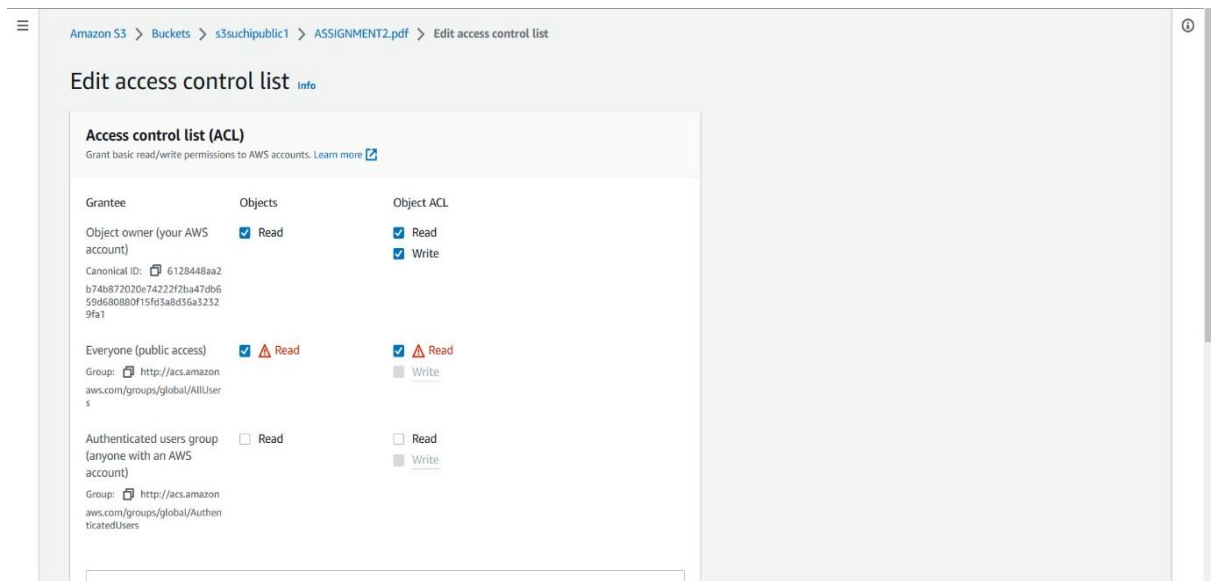 Amazon S3 > Buckets > s3suchipublic1 > ASSIGNMENT2.pdf > Edit access control list
Edit access control list Info
Access control list (ACL)
Grant basic read/write permissions to AWS accounts. Learn more
Grantee Objects Object ACL
Object owner (your AWS Read Read
account) Write
Canonical ID: 6128448aa2
b74b872020e74222f2ba47db6
59d680880f15fd3a8d36a3232
9fa1
Everyone (public access) Read Read
Group: http://acs.amazon Write
aws.com/groups/global/AllUser
s
Authenticated users group Read Read
(anyone with an AWS Write
account)
Group: http://acs.amazon
aws.com/groups/global/Authen
ticatedUsers